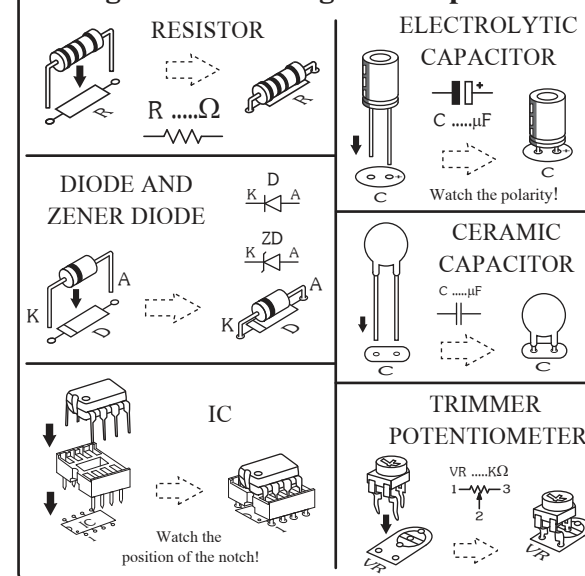 RESISTOR
R
R .....Ω
R
DIODE AND
ZENER DIODE
D
K A
ZD
K A
A
K
D
A
K
D
IC
IC
Watch the
position of the notch!
ELECTROLYTIC
CAPACITOR
+
C .....µF
+
C
+
C
Watch the polarity!
CERAMIC
CAPACITOR
C .....µF
C
C
TRIMMER
POTENTIOMETER
VR .....KΩ
1 3
2
VR
VR